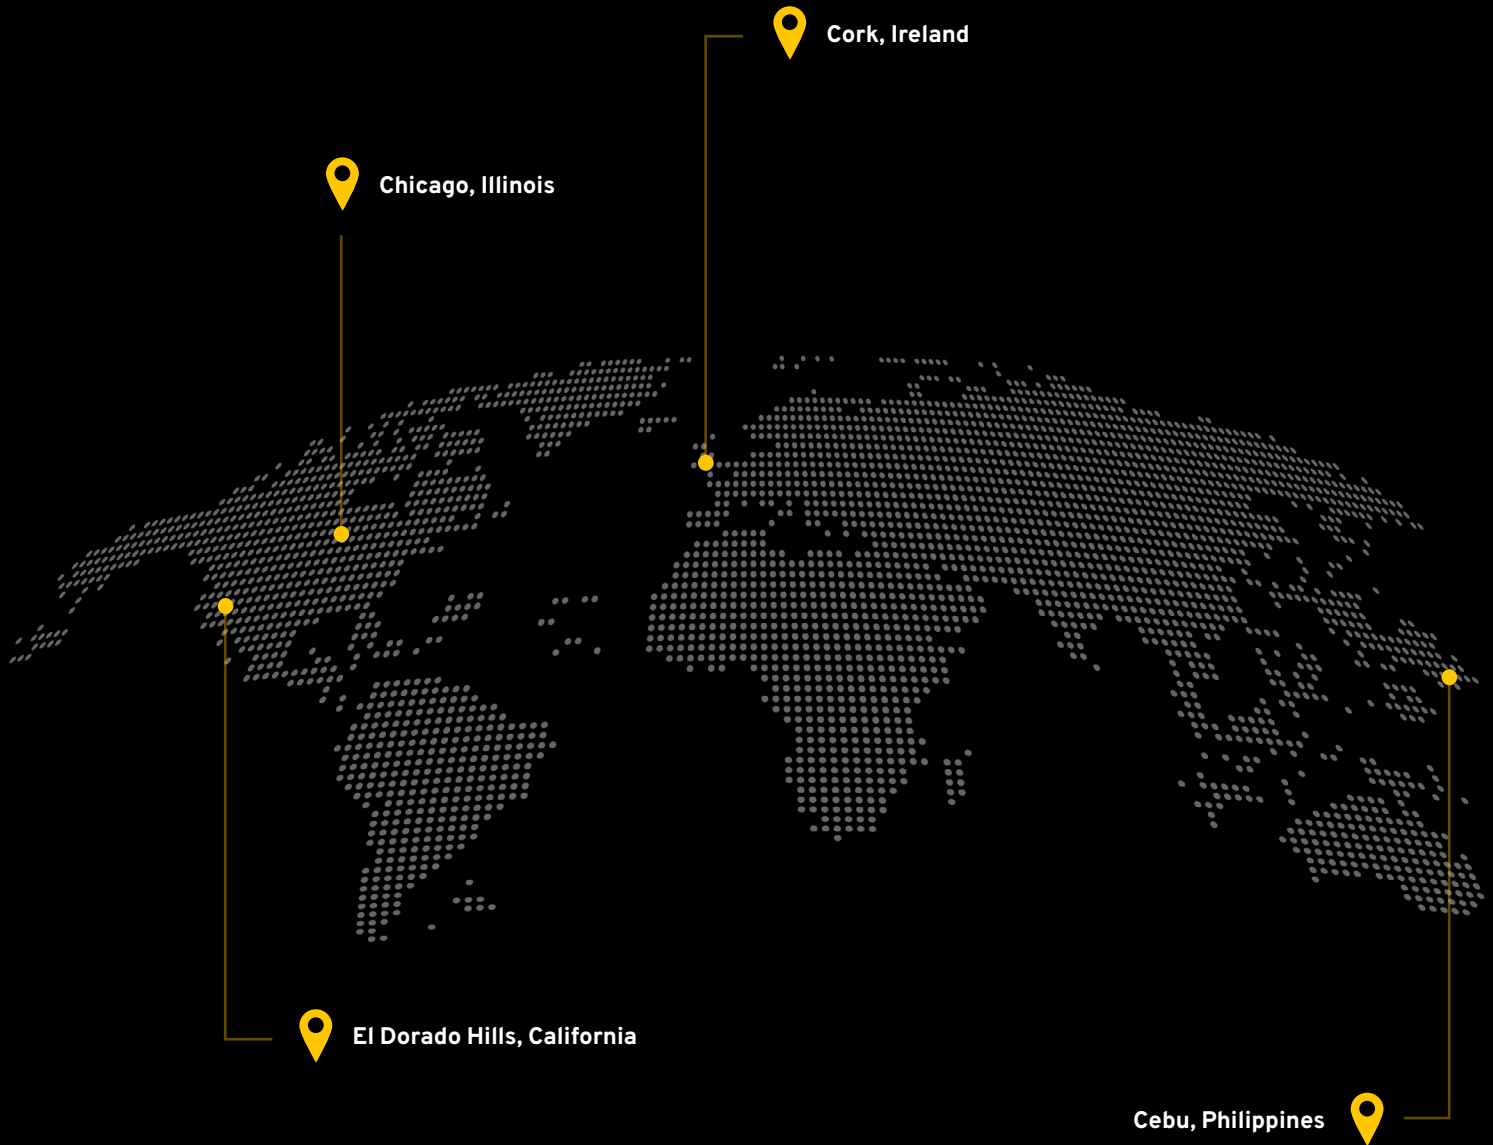 Cork, Ireland
Chicago, Illinois
El Dorado Hills, California
Cebu, Philippines